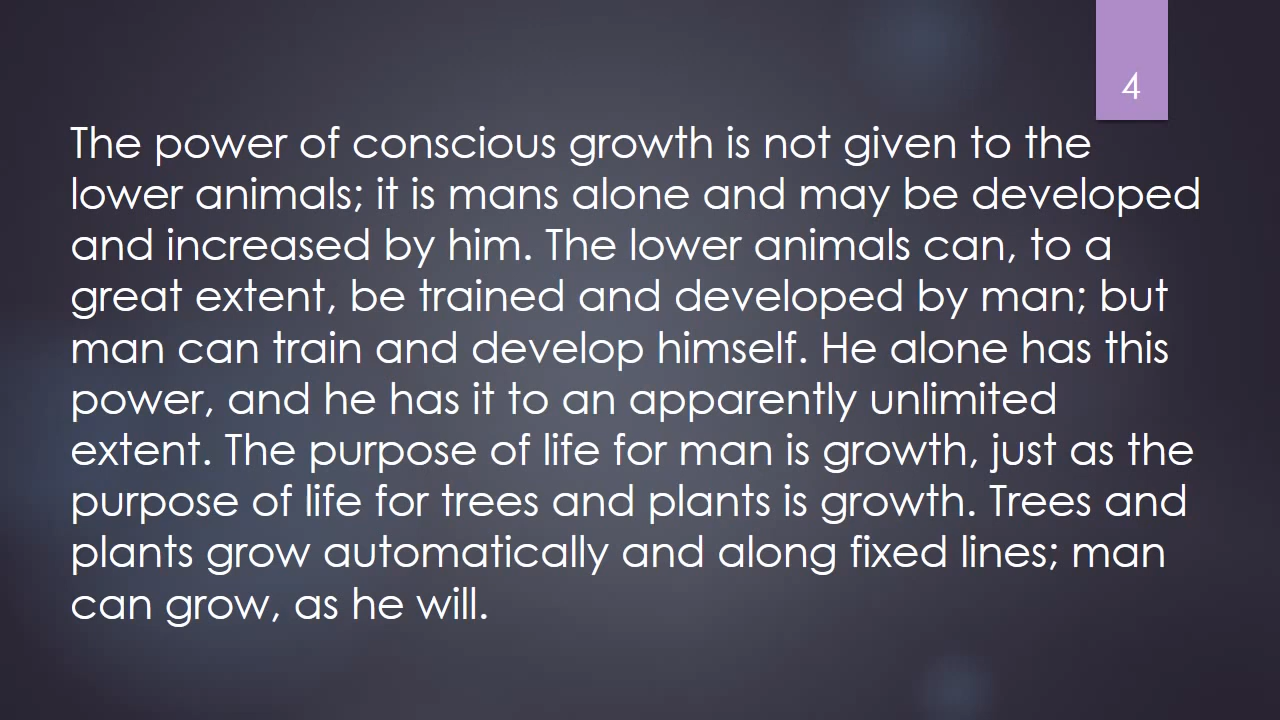 4
The power of conscious growth is not given to the
lower animals; it is mans alone and may be developed
and increased by him. The lower animals can, to a
great extent, be trained and developed by man; but
man can train and develop himself. He alone has this
power, and he has it to an apparently unlimited
extent. The purpose of life for man is growth, just as the
purpose of life for trees and plants is growth. Trees and
plants grow automatically and along fixed lines; man
can grow, as he will.